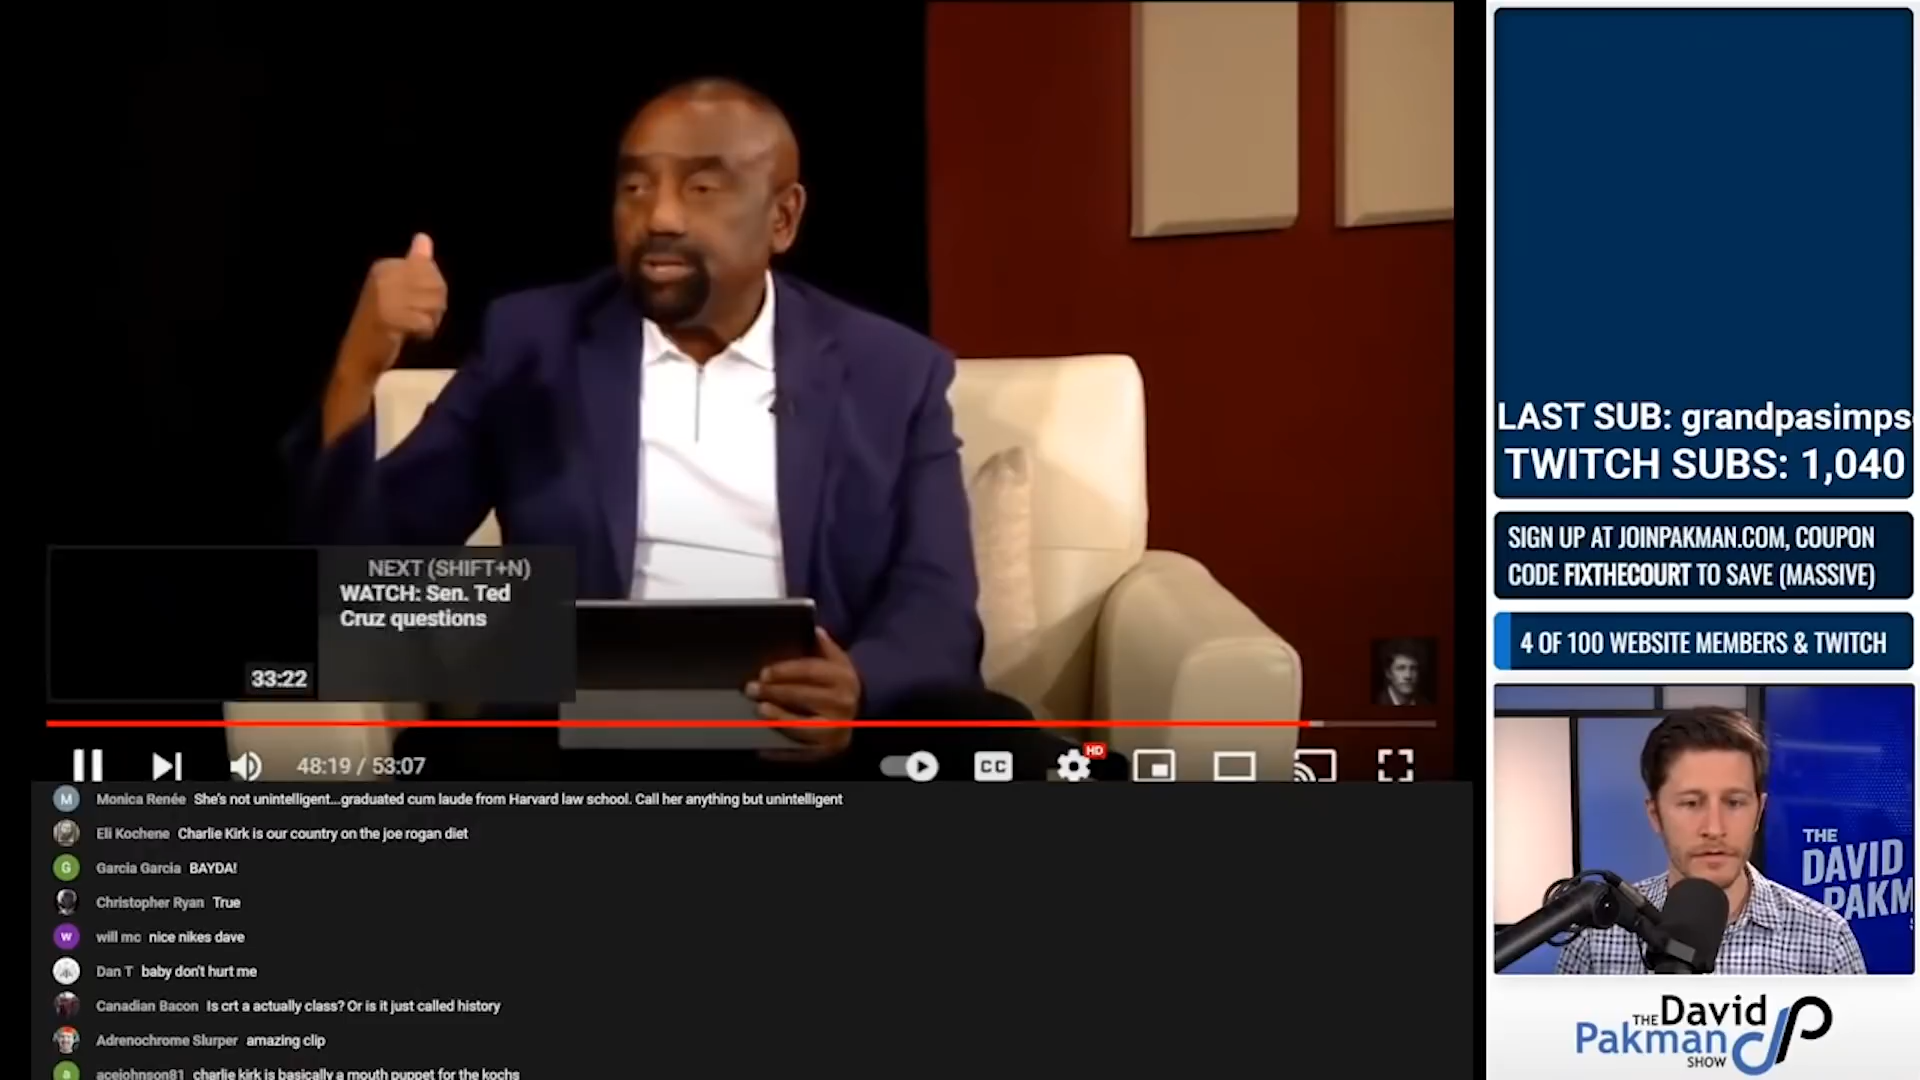 NEXT (SHIFT+N)
WATCH: Sen. Ted
Cruz questions
33:22
48:19 / 53:07
CC
HD
M Monica Renée She's not unintelligent...graduated cum laude from Harvard law school. Call her anything but unintelligent
Eli Kochene Charlie Kirk is our country on the joe rogan diet
G Garcia Garcia BAYDA!
Christopher Ryan True
w will mc nice nikes dave
Dan T baby don't hurt me
Canadian Bacon Is crt a actually class? Or is it just called history
Adrenochrome Slurper amazing clip
a acejohnson81 charlie kirk is basically a mouth puppet for the kochs
LAST SUB: grandpasimps
TWITCH SUBS: 1,040
SIGN UP AT JOINPAKMAN.COM, COUPON
CODE FIXTHECOURT TO SAVE (MASSIVE)
4 OF 100 WEBSITE MEMBERS & TWITCH
THE
DAVID
PAKM
THE David
Pakman
SHOW